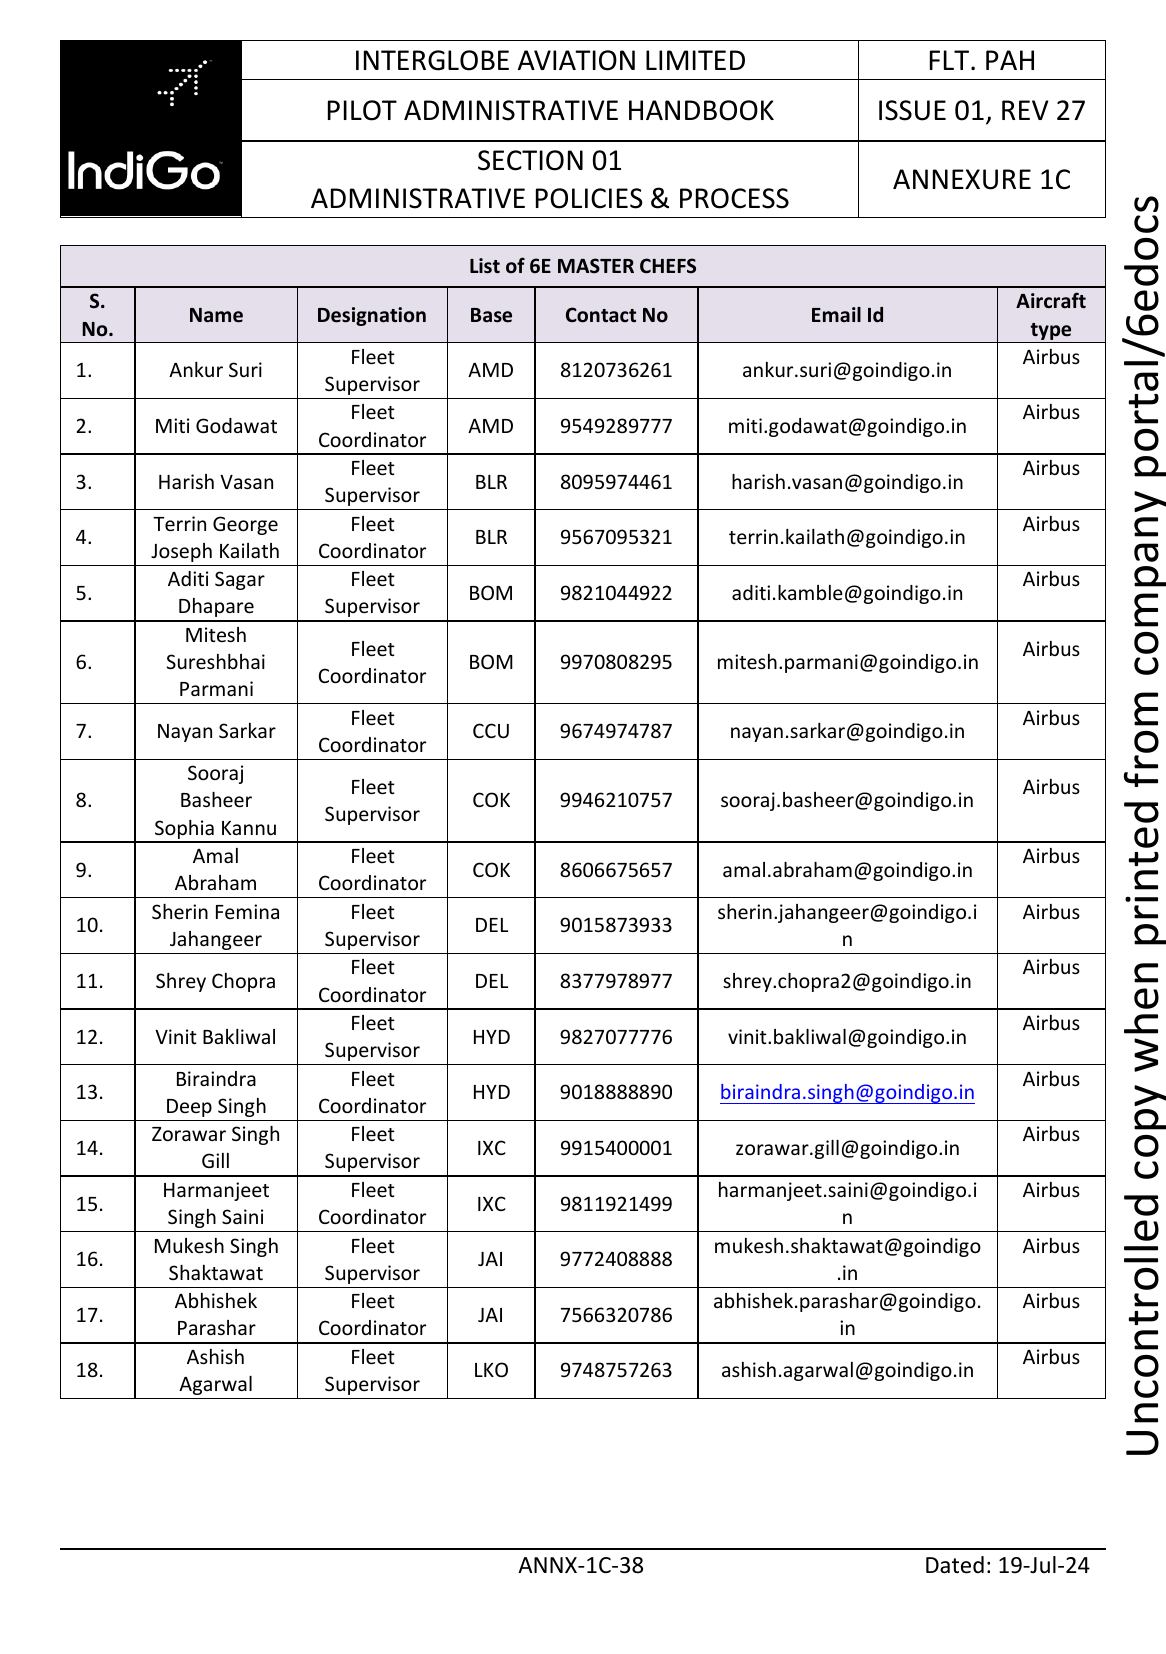 INTERGLOBE AVIATION LIMITED
FLT. PAH
PILOT ADMINISTRATIVE HANDBOOK
ISSUE 01, REV 27
IndiGo
SECTION 01
ADMINISTRATIVE POLICIES & PROCESS
ANNEXURE 1C
List of 6E MASTER CHEFS
S.
No.
Name
Designation
Base
Contact No
Email Id
Aircraft
type
1.
Ankur Suri
Fleet
Supervisor
AMD
8120736261
ankur.suri@goindigo.in
Airbus
2.
Miti Godawat
Fleet
Coordinator
AMD
9549289777
miti.godawat@goindigo.in
Airbus
3.
Harish Vasan
Fleet
Supervisor
BLR
8095974461
harish.vasan@goindigo.in
Airbus
4.
Terrin George
Joseph Kailath
Fleet
Coordinator
BLR
9567095321
terrin.kailath@goindigo.in
Airbus
5.
Aditi Sagar
Dhapare
Fleet
Supervisor
BOM
9821044922
aditi.kamble@goindigo.in
Airbus
6.
Mitesh
Sureshbhai
Parmani
Fleet
Coordinator
BOM
9970808295
mitesh.parmani@goindigo.in
Airbus
7.
Nayan Sarkar
Fleet
Coordinator
CCU
9674974787
nayan.sarkar@goindigo.in
Airbus
8.
Sooraj
Basheer
Sophia Kannu
Fleet
Supervisor
COK
9946210757
sooraj.basheer@goindigo.in
Airbus
9.
Amal
Abraham
Fleet
Coordinator
COK
8606675657
amal.abraham@goindigo.in
Airbus
10.
Sherin Femina
Jahangeer
Fleet
Supervisor
DEL
9015873933
sherin.jahangeer@goindigo.i
n
Airbus
11.
Shrey Chopra
Fleet
Coordinator
DEL
8377978977
shrey.chopra2@goindigo.in
Airbus
12.
Vinit Bakliwal
Fleet
Supervisor
HYD
9827077776
vinit.bakliwal@goindigo.in
Airbus
13.
Biraindra
Deep Singh
Fleet
Coordinator
HYD
9018888890
biraindra.singh@goindigo.in
Airbus
14.
Zorawar Singh
Gill
Fleet
Supervisor
IXC
9915400001
zorawar.gill@goindigo.in
Airbus
15.
Harmanjeet
Singh Saini
Fleet
Coordinator
IXC
9811921499
harmanjeet.saini@goindigo.i
n
Airbus
16.
Mukesh Singh
Shaktawat
Fleet
Supervisor
JAI
9772408888
mukesh.shaktawat@goindigo
.in
Airbus
17.
Abhishek
Parashar
Fleet
Coordinator
JAI
7566320786
abhishek.parashar@goindigo.
in
Airbus
18.
Ashish
Agarwal
Fleet
Supervisor
LKO
9748757263
ashish.agarwal@goindigo.in
Airbus
Uncontrolled copy when printed from company portal/6edocs
ANNX-1C-38
Dated: 19-Jul-24